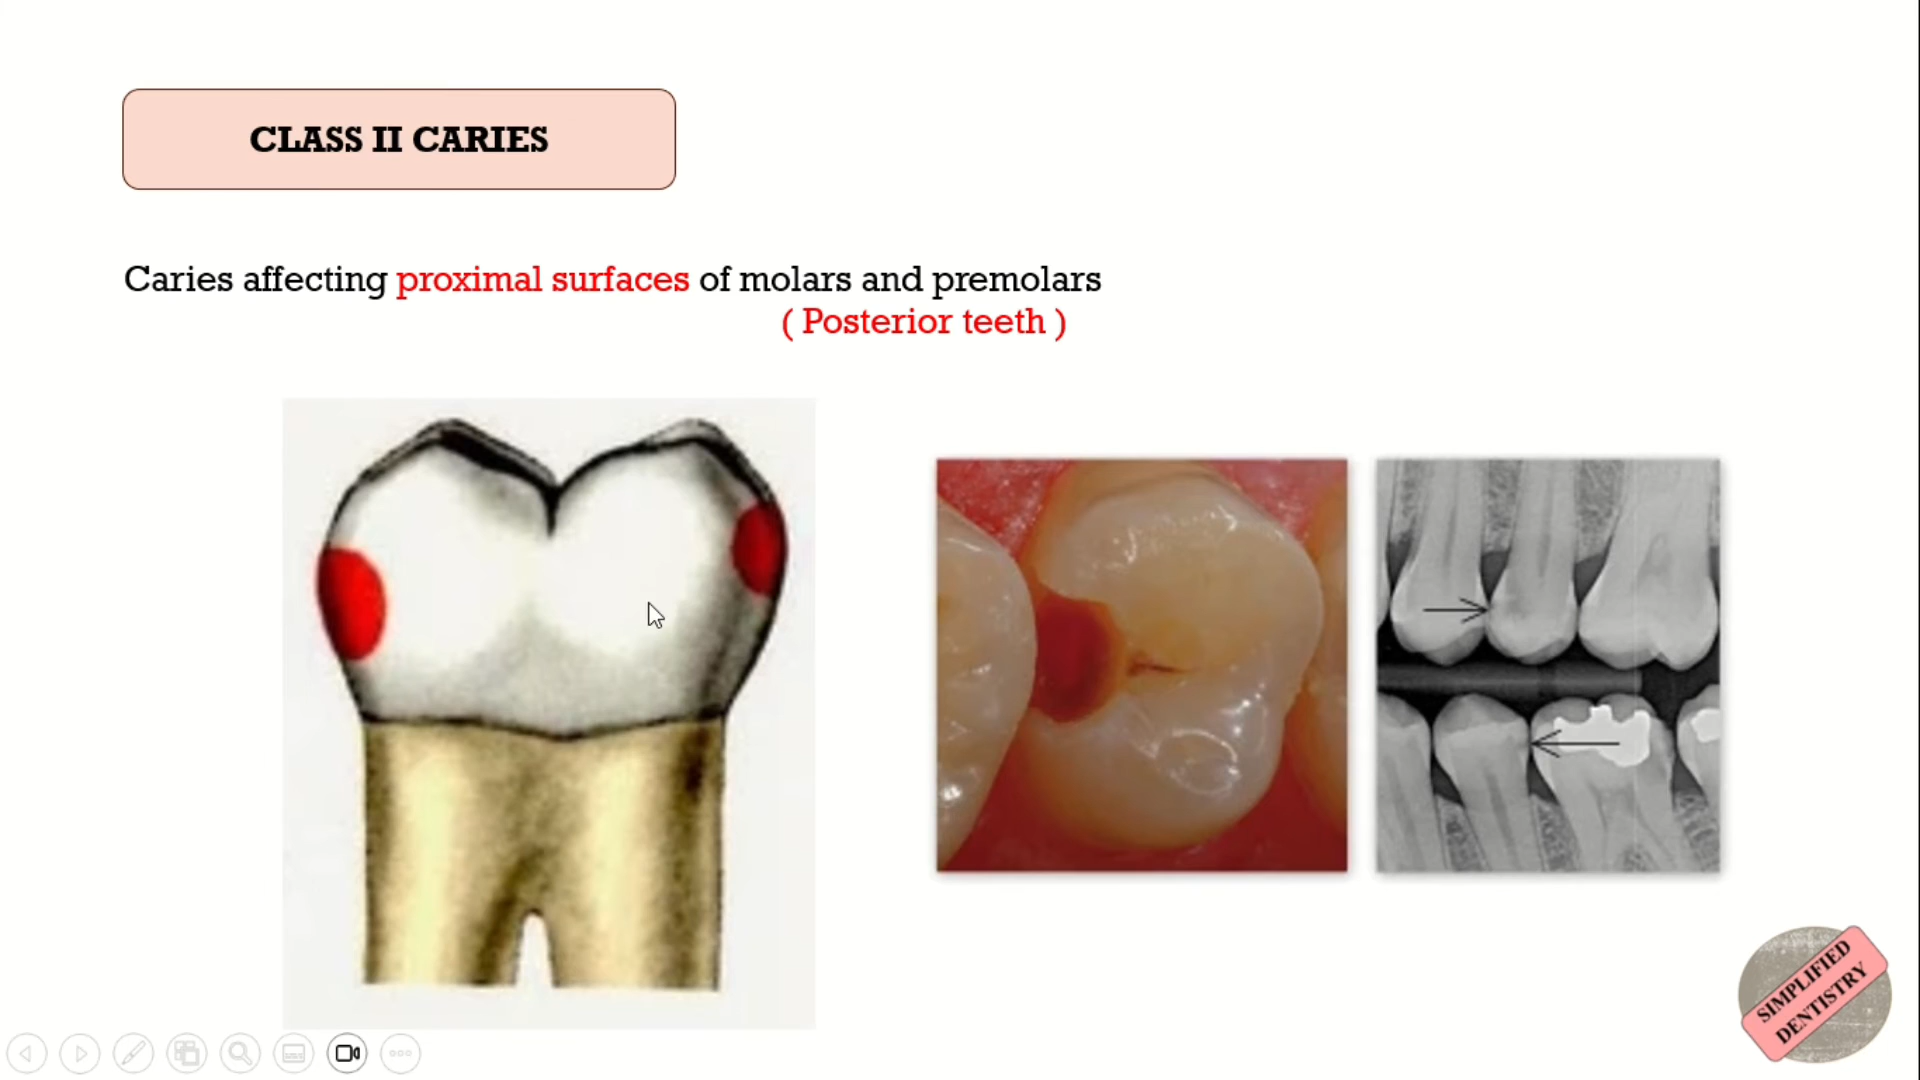 CLASS II CARIES
Caries affecting proximal surfaces of molars and premolars
( Posterior teeth )
SIMPLIFIED
DENTISTRY